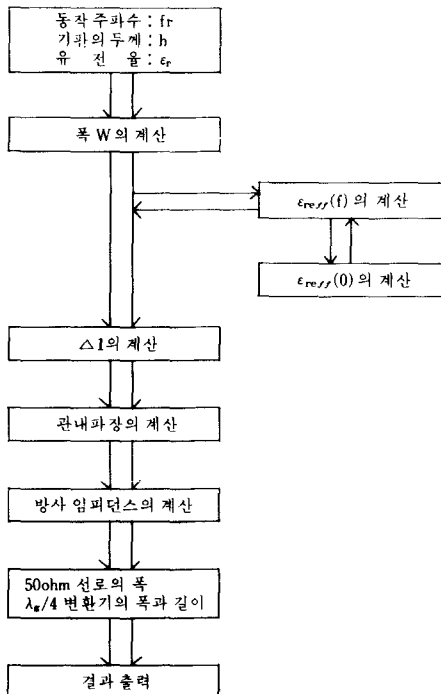 동작 주파수 : fr
기판의 두께 : h
유 전 율 : εr
폭 W의 계산
εreff(f)의 계산
εreff(0)의 계산
△l의 계산
관내파장의 계산
방사 임피던스의 계산
50ohm 선로의 폭
λg/4 변환기의 폭과 길이
결과 출력